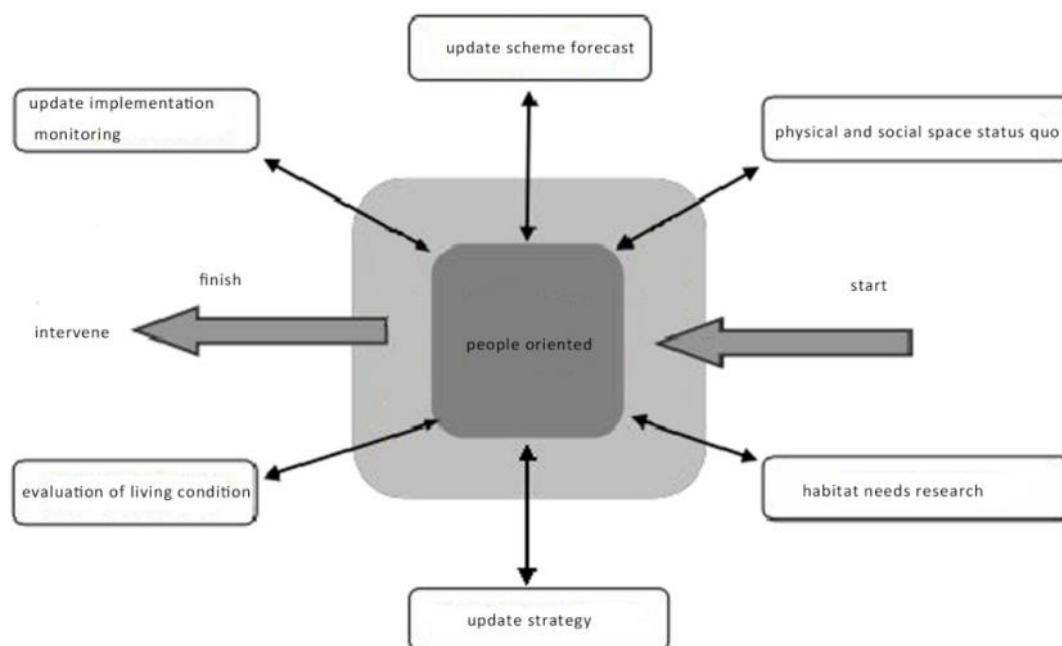 update scheme forecast
update implementation
monitoring
physical and social space status quo
finish
start
intervene
people oriented
evaluation of living condition
habitat needs research
update strategy